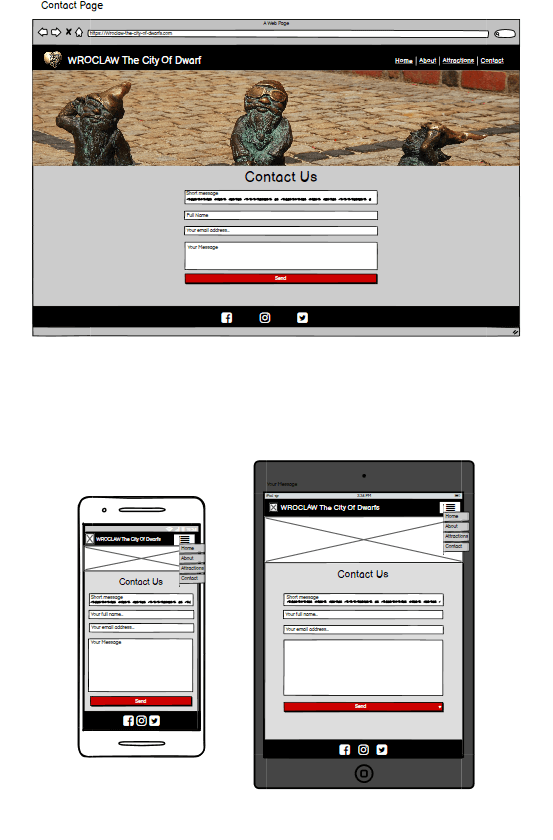 Contact Page
A Web Page
https://Wroclaw-the-city-of-dwarfs.com
WROCLAW The City Of Dwarf
Home | About | Attractions | Contact
Contact Us
Short message
Full Name
Your email address..
Your Message
Send
WROCLAW The City Of Dwarfs
Home
About
Attractions
Contact
Contact Us
Short message
Your full name..
Your email address..
Your Message
Send
Your Message
iPad
3:36 PM
WROCLAW The City Of Dwarfs
Home
About
Attractions
Contact
Contact Us
Short message
Your full name..
Your email address..
Send